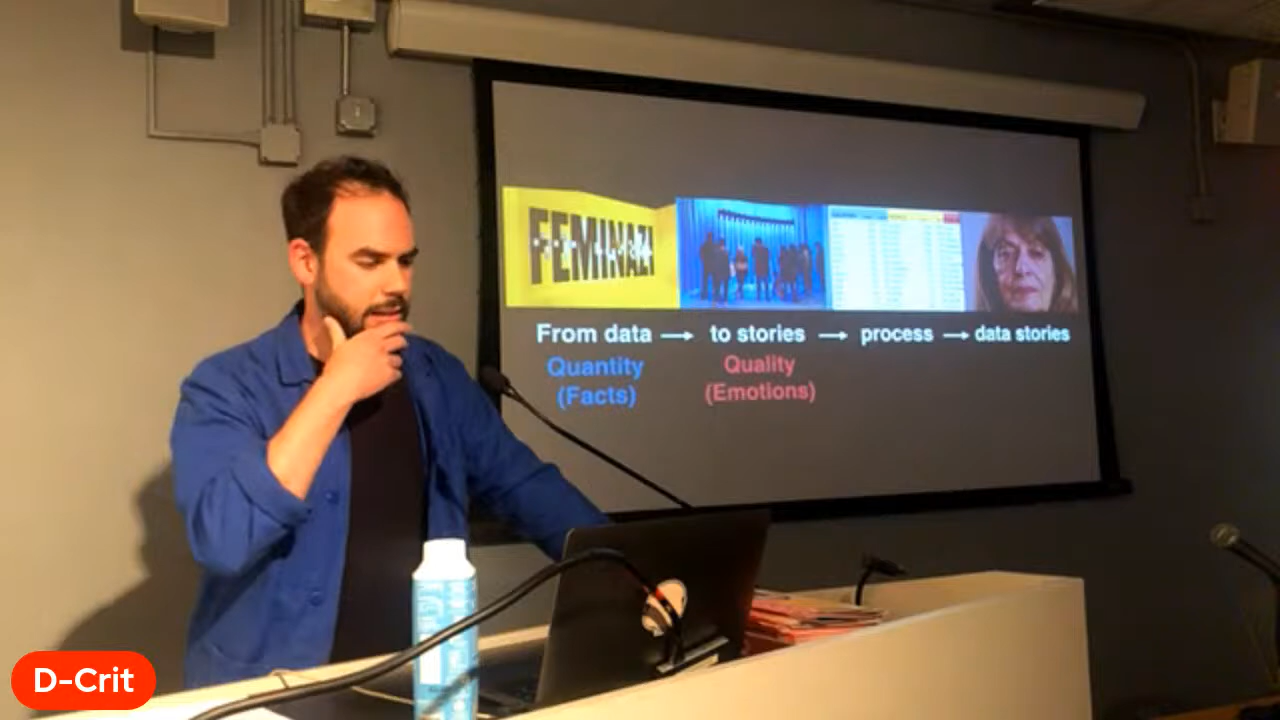 FEMINAZI
From data → to stories → process → data stories
Quantity
(Facts)
Quality
(Emotions)
D-Crit